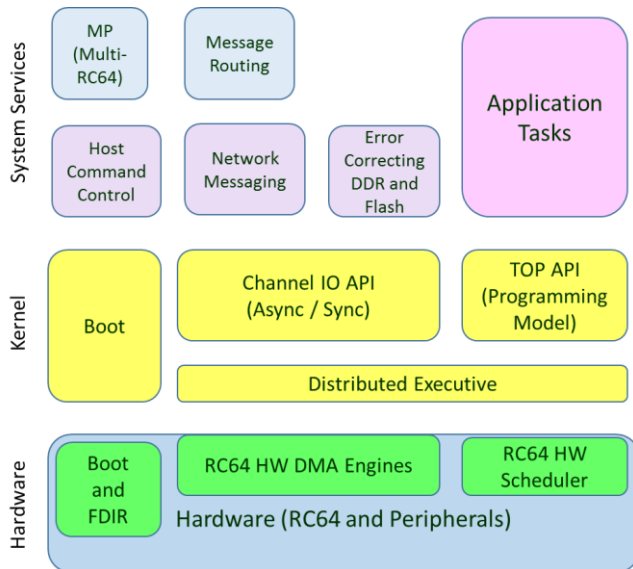 System Services
MP
(Multi-
RC64)
Message
Routing
Application
Tasks
Host
Command
Control
Network
Messaging
Error
Correcting
DDR and
Flash
Kernel
Boot
Channel IO API
(Async / Sync)
TOP API
(Programming
Model)
Distributed Executive
Hardware
Boot
and
FDIR
RC64 HW DMA Engines
RC64 HW
Scheduler
Hardware (RC64 and Peripherals)